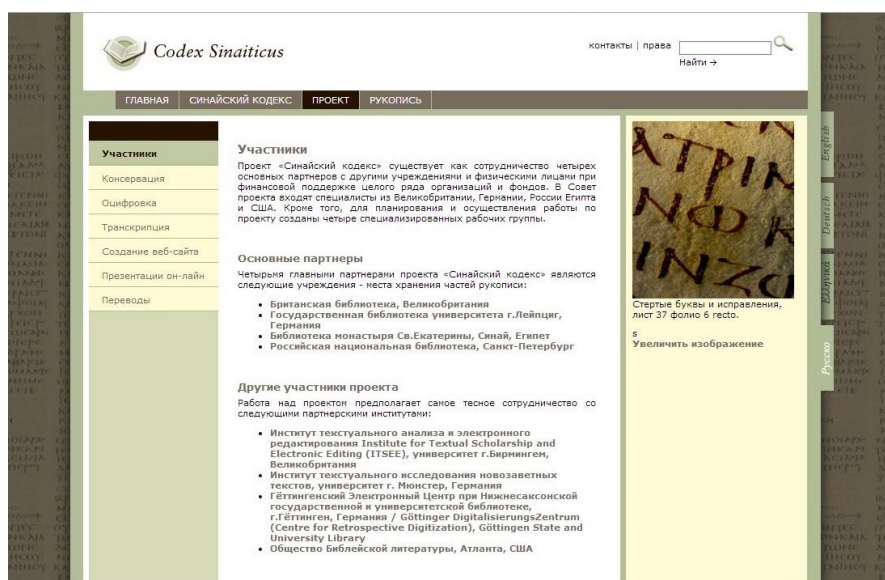 Codex Sinaiticus
контакты | права
Найти →
ГЛАВНАЯ СИНАЙСКИЙ КОДЕКС ПРОЕКТ РУКОПИСЬ
Участники
Консервация
Оцифровка
Транскрипция
Создание веб-сайта
Презентации он-лайн
Переводы
Участники
Проект «Синайский кодекс» существует как сотрудничество четырех
основных партнеров с другими учреждениями и физическими лицами при
финансовой поддержке целого ряда организаций и фондов. В Совет
проекта входят специалисты из Великобритании, Германии, России Египта
и США. Кроме того, для планирования и осуществления работы по
проекту созданы четыре специализированных рабочих группы.
Основные партнеры
Четырьмя главными партнерами проекта «Синайский кодекс» являются
следующие учреждения - места хранения частей рукописи:
• Британская библиотека, Великобритания
• Государственная библиотека университета г.Лейпциг,
Германия
• Библиотека монастыря Св.Екатерины, Синай, Египет
• Российская национальная библиотека, Санкт-Петербург
Другие участники проекта
Работа над проектом предполагает самое тесное сотрудничество со
следующими партнерскими институтами:
• Институт текстуального анализа и электронного
редактирования Institute for Textual Scholarship and
Electronic Editing (ITSEE), университет г.Бирмингем,
Великобритания
• Институт текстуального исследования новозаветных
текстов, университет г. Мюнстер, Германия
• Гёттингенский Электронный Центр при Нижнесаксонской
государственной и университетской библиотеке,
г.Гёттинген, Германия / Göttinger DigitalisierungsZentrum
(Centre for Retrospective Digitization), Göttingen State and
University Library
• Общество Библейской литературы, Атланта, США
Стертые буквы и исправления,
лист 37 фолио 6 recto.
s
Увеличить изображение
English
Deutsch
Ελληνικά
Русско